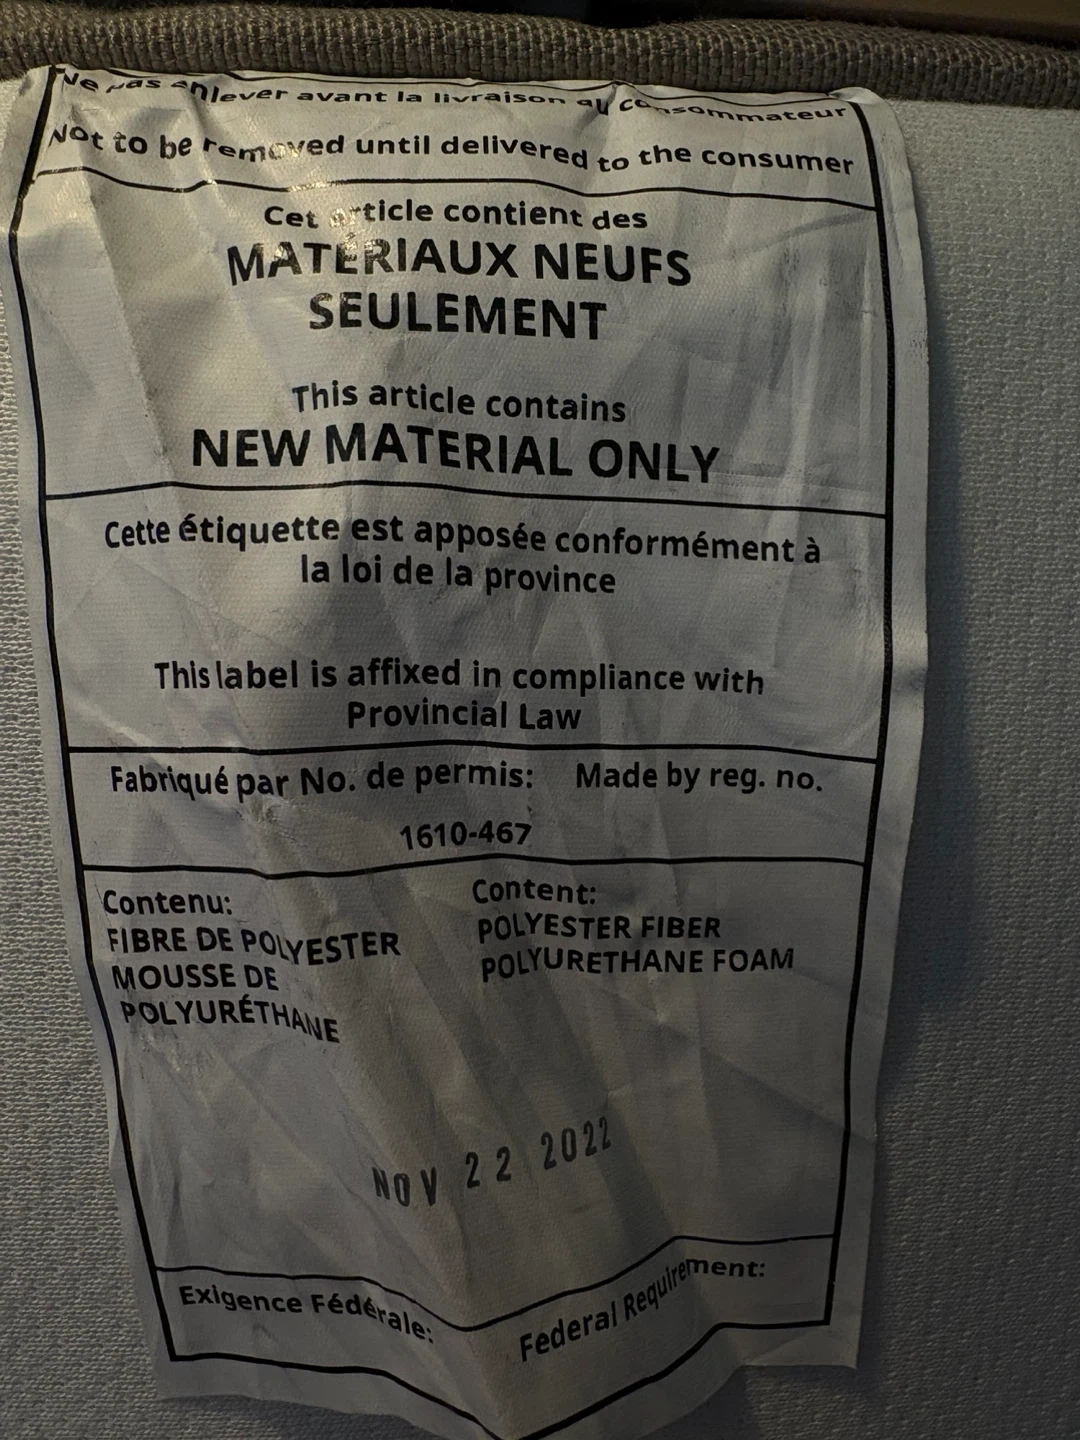 Ne pas enlever avant la livraison au consommateur
Not to be removed until delivered to the consumer
Cet article contient des
MATÉRIAUX NEUFS
SEULEMENT
This article contains
NEW MATERIAL ONLY
Cette étiquette est apposée conformément à
la loi de la province
This label is affixed in compliance with
Provincial Law
Fabriqué par No. de permis: Made by reg. no.
1610-467
Contenu:
FIBRE DE POLYESTER
MOUSSE DE
POLYURÉTHANE
Content:
POLYESTER FIBER
POLYURETHANE FOAM
NOV 22 2022
Exigence Fédérale:
Federal Requirement: